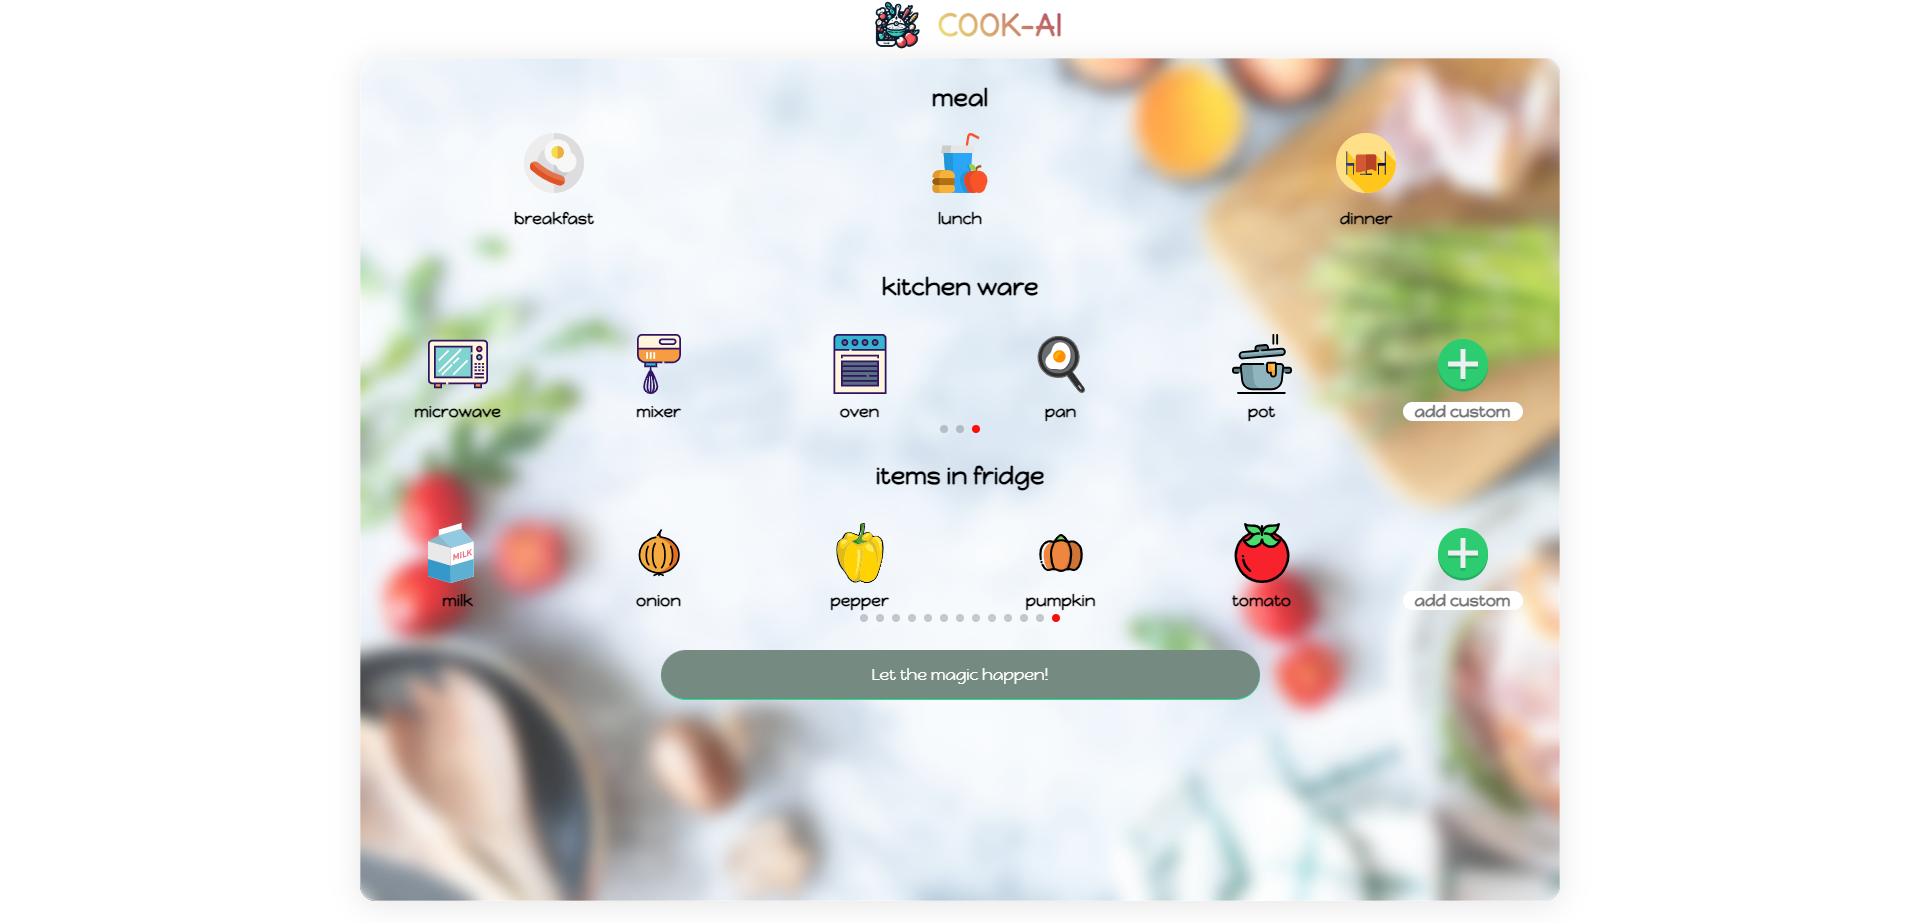 COOK-AI
meal
breakfast
lunch
dinner
kitchen ware
microwave
mixer
oven
pan
pot
add custom
items in fridge
MILK
milk
onion
pepper
pumpkin
tomato
add custom
Let the magic happen!